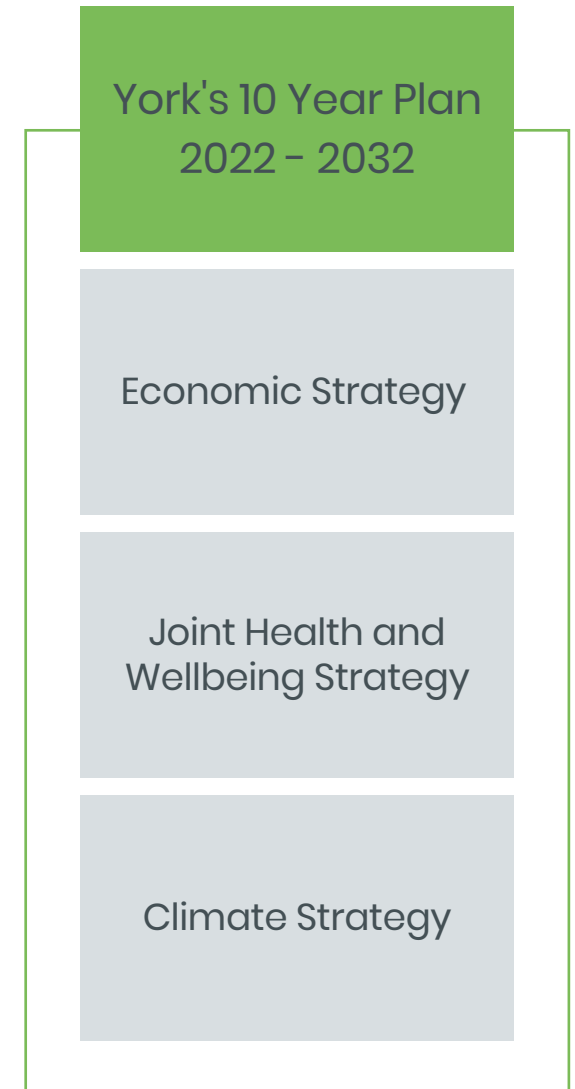 York's 10 Year Plan
2022 - 2032
Economic Strategy
Joint Health and
Wellbeing Strategy
Climate Strategy